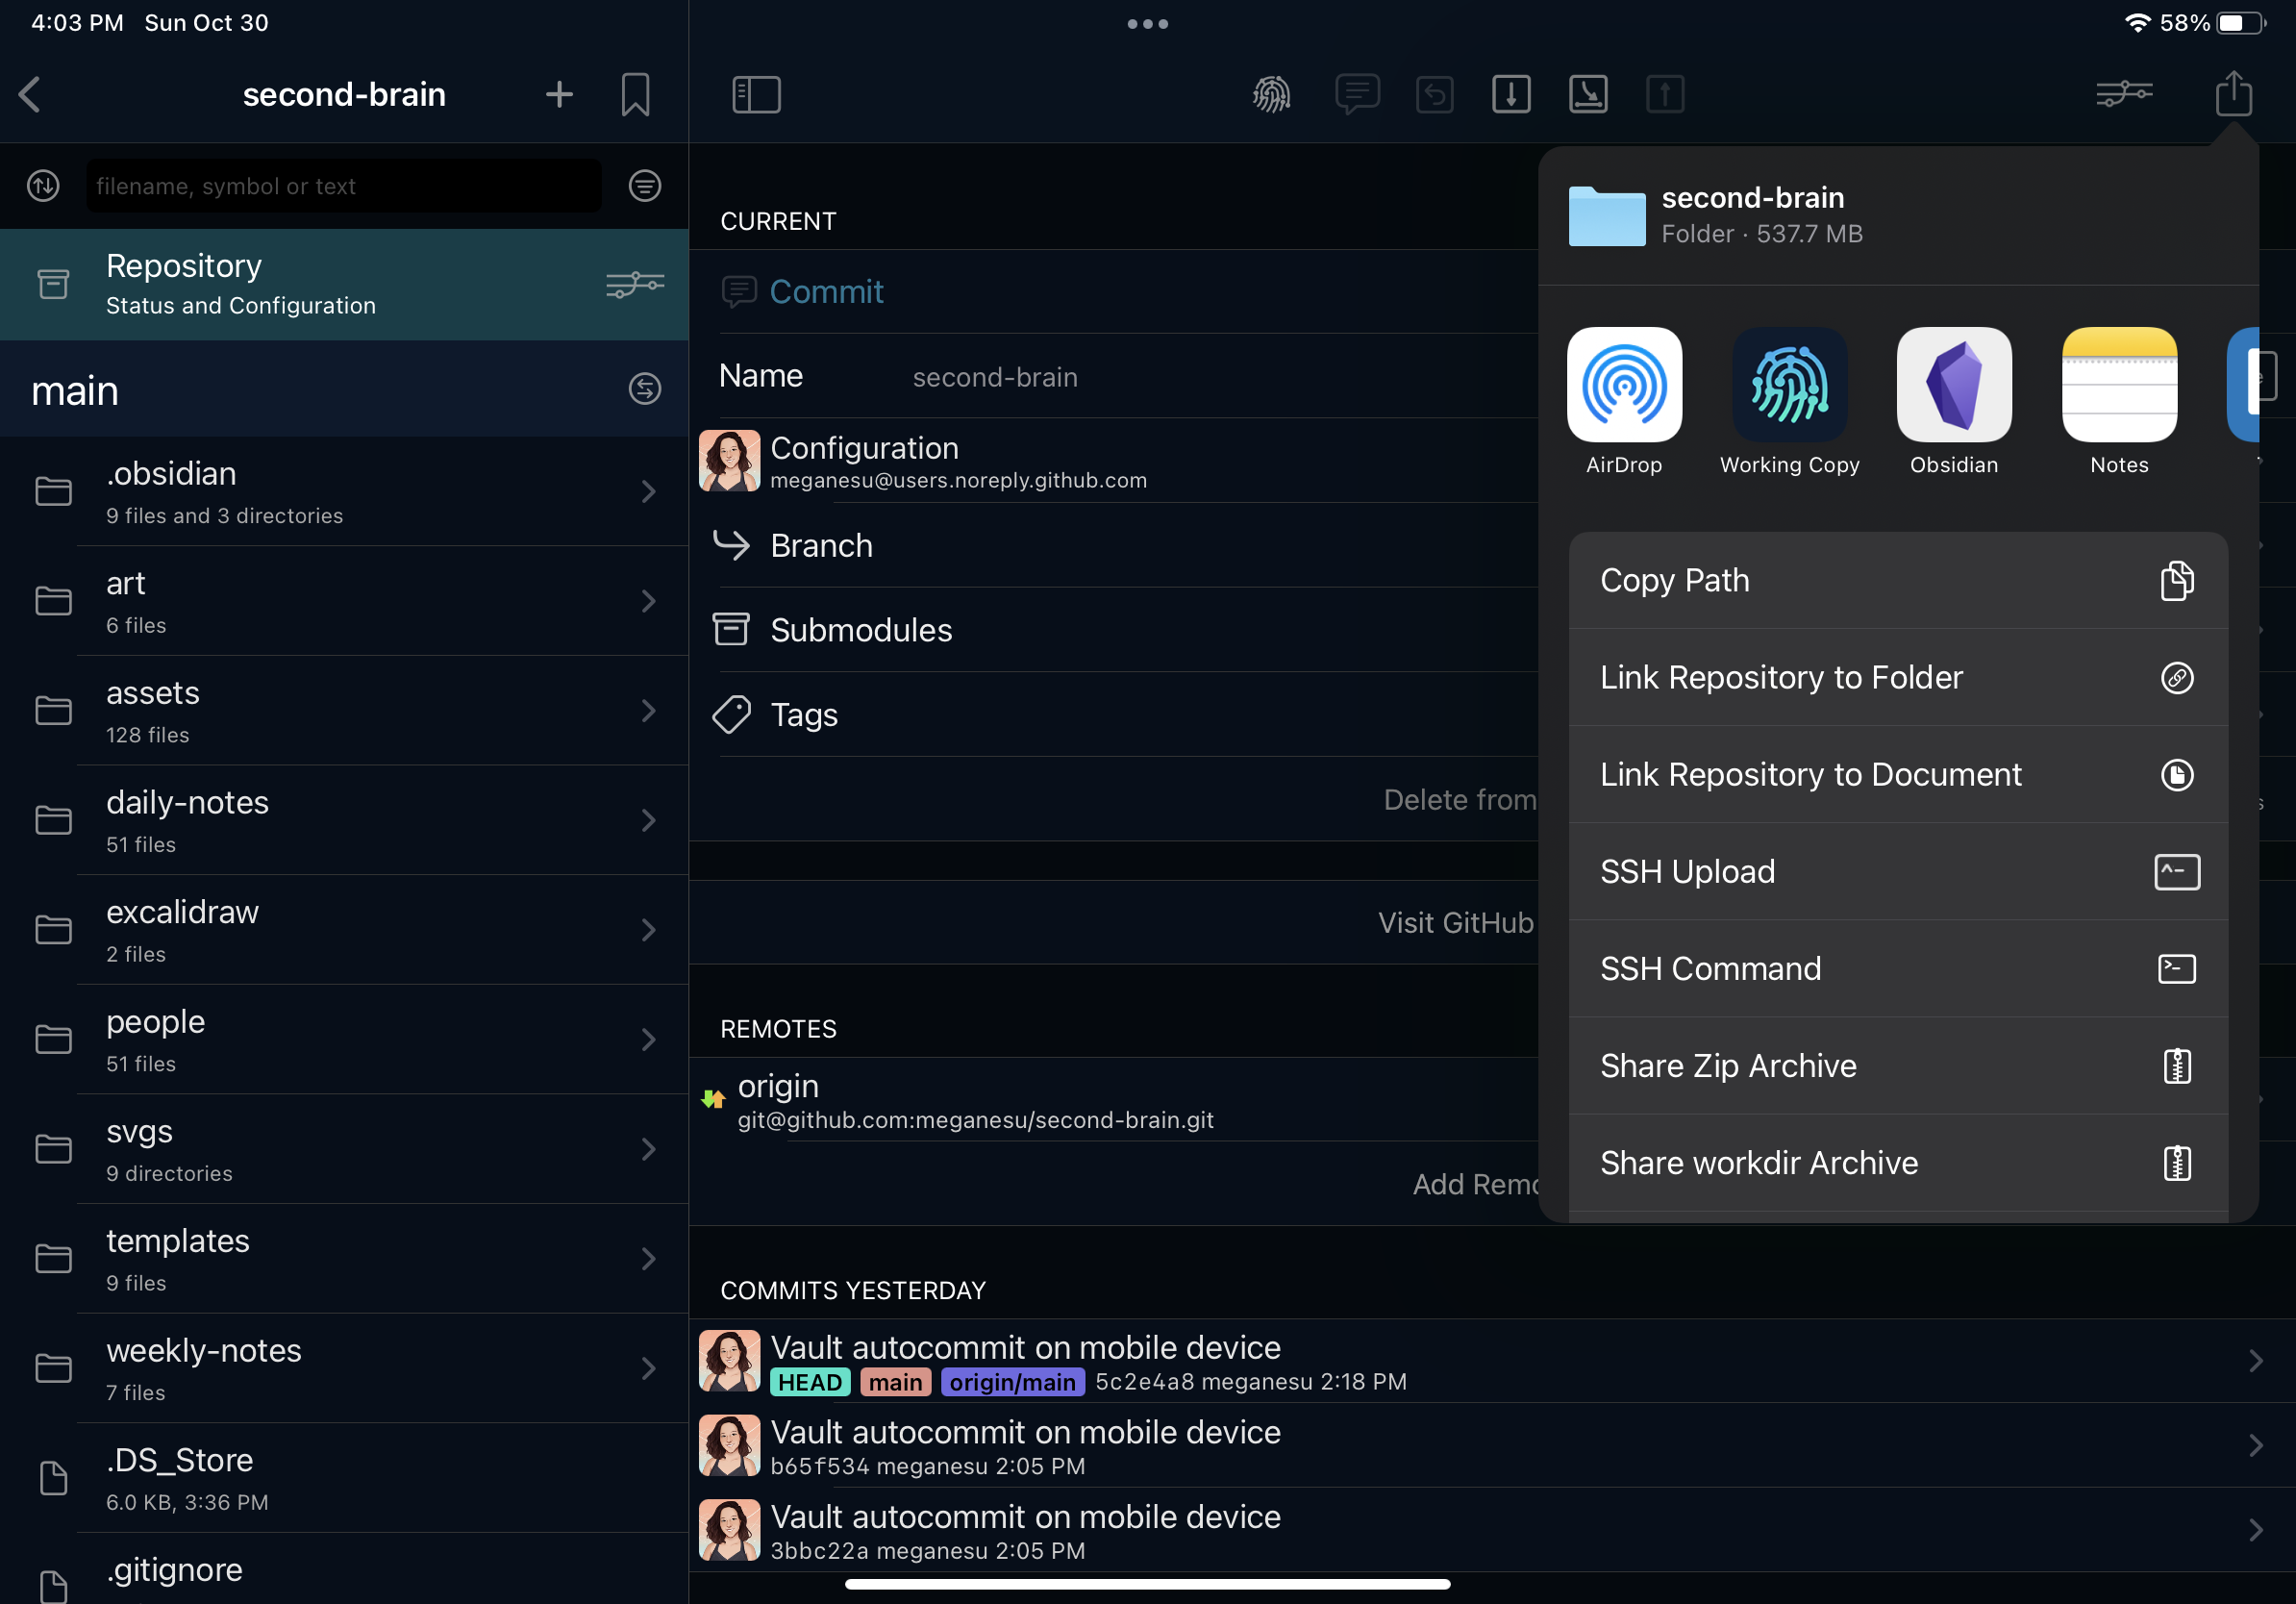 4:03 PM Sun Oct 30
58%
second-brain
filename, symbol or text
Repository
Status and Configuration
main
.obsidian
9 files and 3 directories
art
6 files
assets
128 files
daily-notes
51 files
excalidraw
2 files
people
51 files
svgs
9 directories
templates
9 files
weekly-notes
7 files
.DS_Store
6.0 KB, 3:36 PM
.gitignore
CURRENT
Commit
Name second-brain
Configuration
meganesu@users.noreply.github.com
Branch
Submodules
Tags
Delete from
Visit GitHub
REMOTES
origin
git@github.com:meganesu/second-brain.git
Add
COMMITS YESTERDAY
Vault autocommit on mobile device
HEAD main origin/main 5c2e4a8 meganesu 2:18 PM
Vault autocommit on mobile device
b65f534 meganesu 2:05 PM
Vault autocommit on mobile device
3bbc22a meganesu 2:05 PM
second-brain
Folder · 537.7 MB
AirDrop
Working Copy
Obsidian
Notes
Copy Path
Link Repository to Folder
Link Repository to Document
SSH Upload
SSH Command
Share Zip Archive
Share workdir Archive